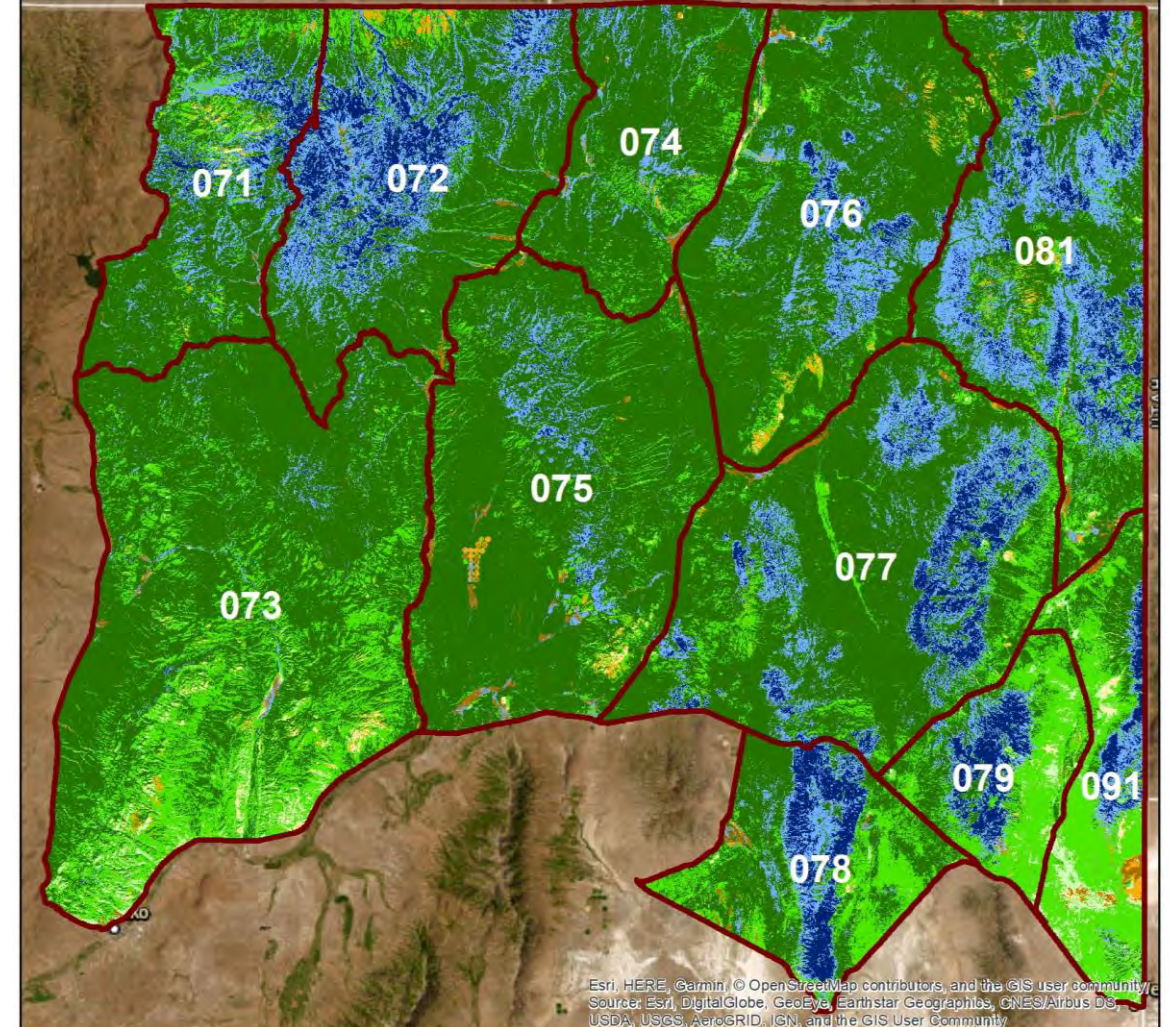 074
072
071
076
081
UTAH
075
077
073
079
091
078
KO
Esri, HERE, Garmin, © OpenStreetMap contributors, and the GIS user community
Source: Esri, DigitalGlobe, GeoEye, Earthstar Geographics, CNES/Airbus DS,
USDA, USGS, AeroGRID, IGN, and the GIS User Community